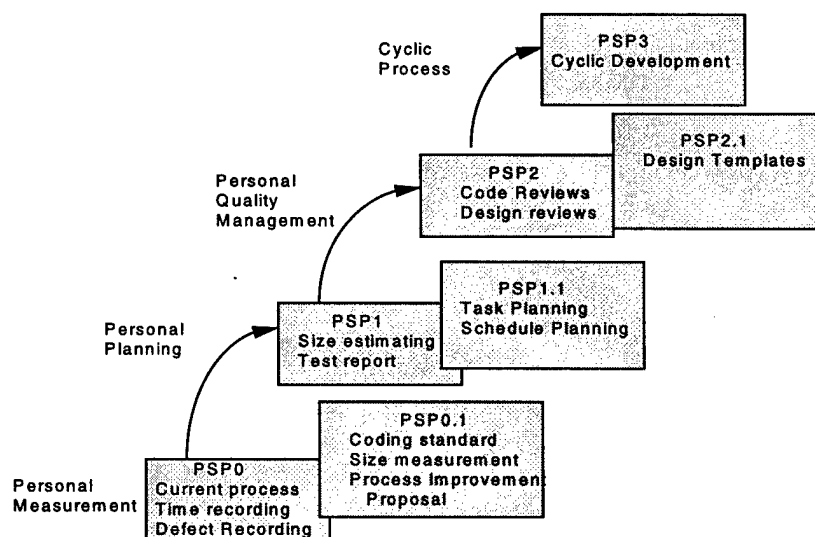 Cyclic
Process
PSP3
Cyclic Development
PSP2.1
Design Templates
Personal
Quality
Management
PSP2
Code Reviews
Design reviews
PSP1.1
Task Planning
Schedule Planning
Personal
Planning
PSP1
Size estimating
Test report
PSP0.1
Coding standard
Size measurement
Process Improvement
Proposal
Personal
Measurement
PSP0
Current process
Time recording
Defect Recording